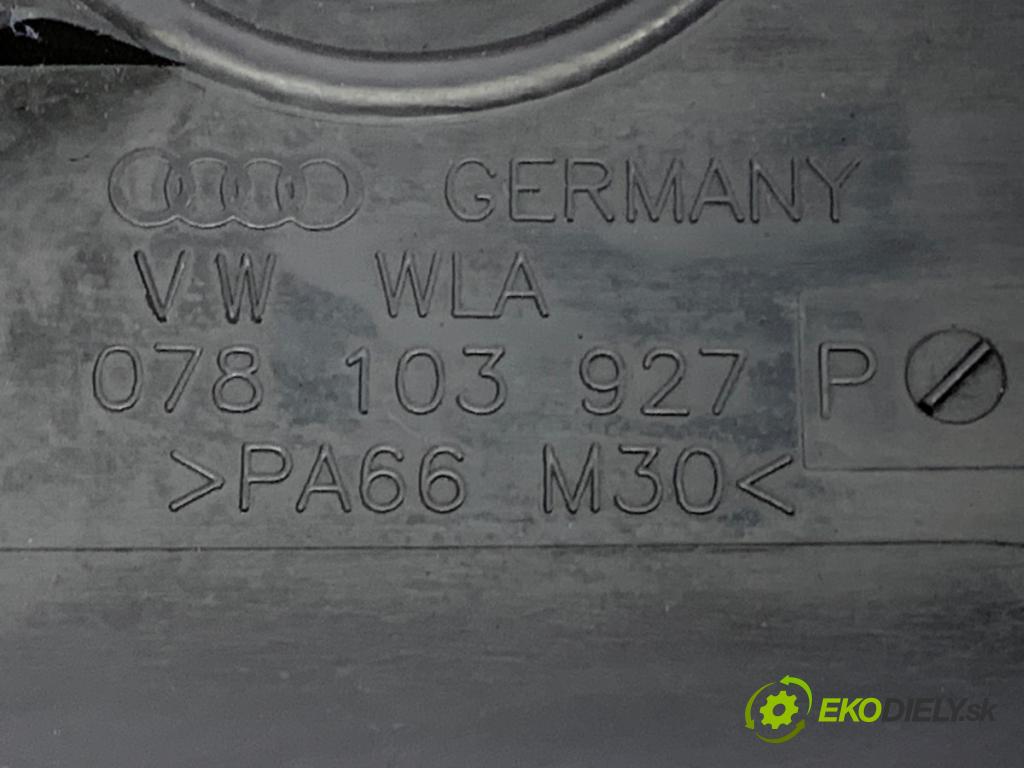 GERMANY
VW WLA
078 103 927 P
>PA66 M30<
EKODIELY.sk